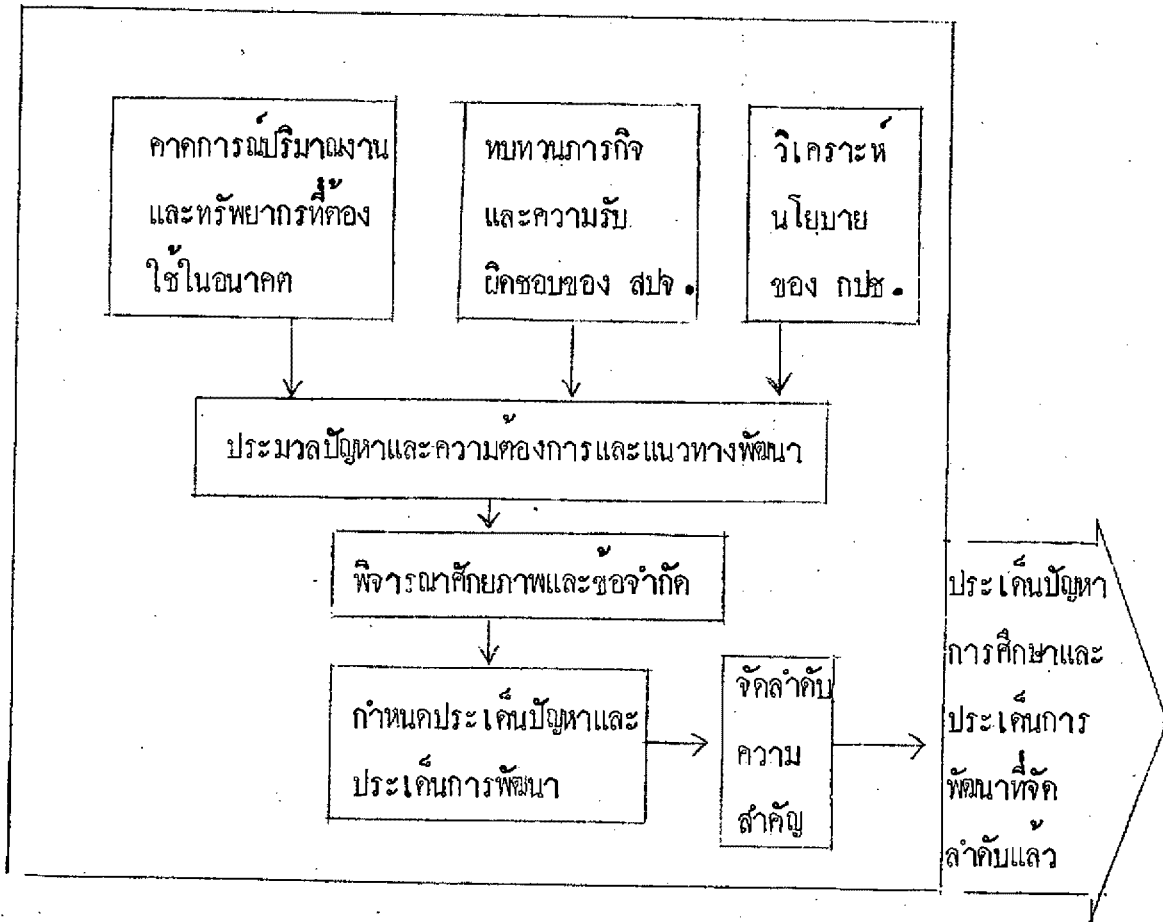 คาดการณ์ปริมาณงาน
และทรัพยากรที่ต้อง
ใช้ในอนาคต
ทบทวนภารกิจ
และความรับ
ผิดชอบของ สปจ.
วิเคราะห์
นโยบาย
ของ กปช.
ประมวลปัญหาและความต้องการและแนวทางพัฒนา
พิจารณาศักยภาพและข้อจำกัด
กำหนดประเด็นปัญหาและ
ประเด็นการพัฒนา
จัดลำดับ
ความ
สำคัญ
ประเด็นปัญหา
การศึกษาและ
ประเด็นการ
พัฒนาที่จัด
ลำดับแล้ว